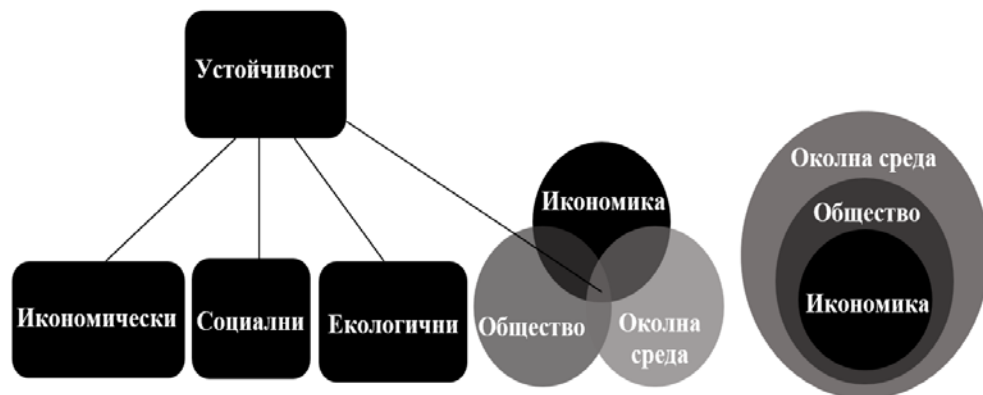 Устойчивост
Икономически
Социални
Екологични
Икономика
Общество
Околна
среда
Околна среда
Общество
Икономика